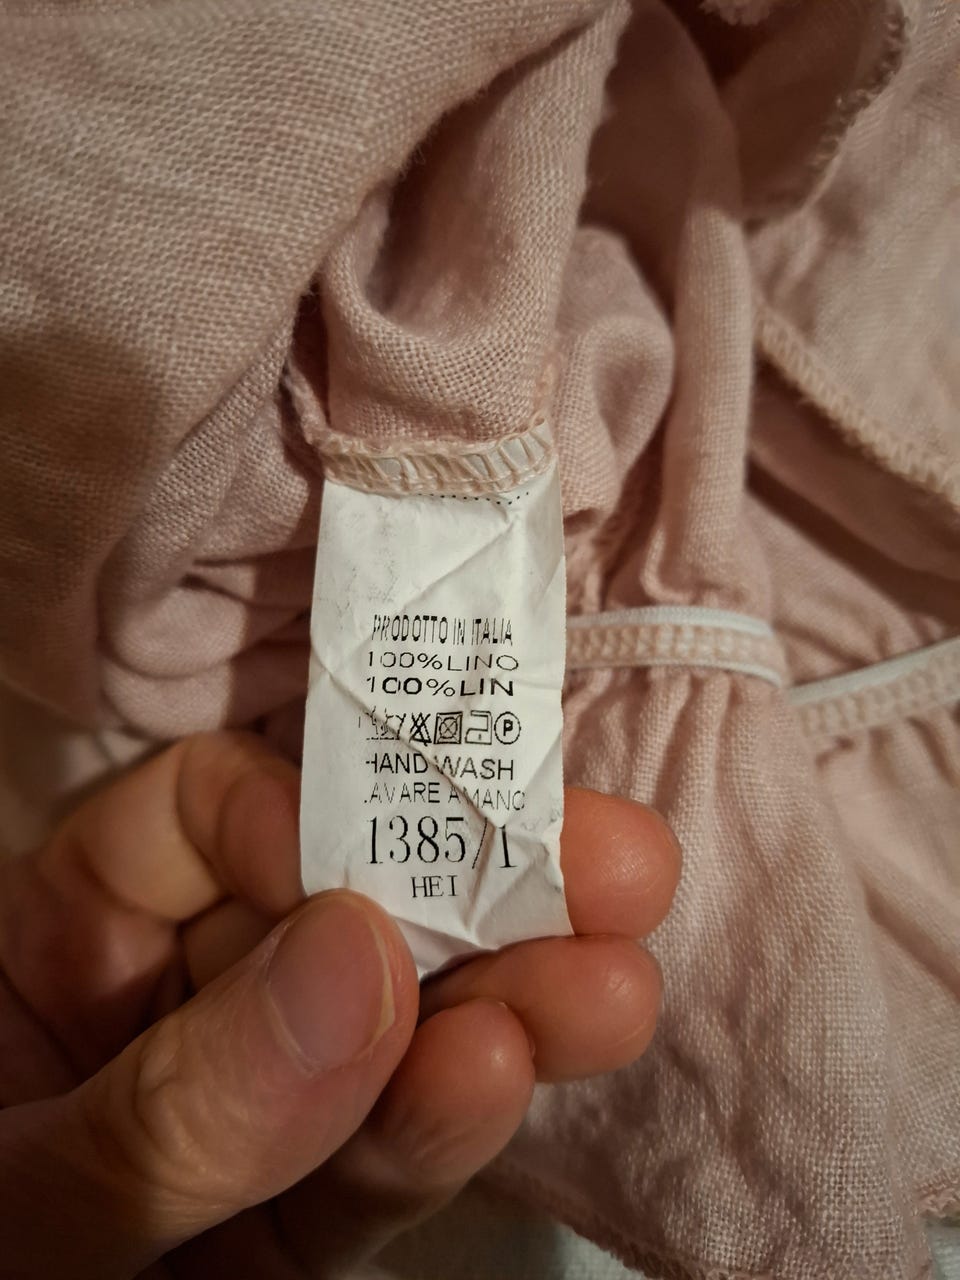 PRODOTTO IN ITALIA
100%LINO
100%LIN
P
HAND WASH
LAVARE A MANO
1385/1
HEI